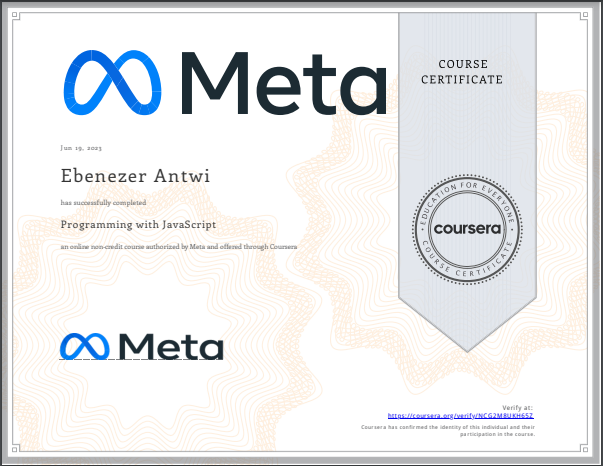 Meta
COURSE
CERTIFICATE
Jun 19, 2023
Ebenezer Antwi
has successfully completed
Programming with JavaScript
an online non-credit course authorized by Meta and offered through Coursera
EDUCATION FOR EVERYONE
coursera
COURSE CERTIFICATE
Meta
Verify at:
https://coursera.org/verify/NCG2M8UKH65Z
Coursera has confirmed the identity of this individual and their
participation in the course.